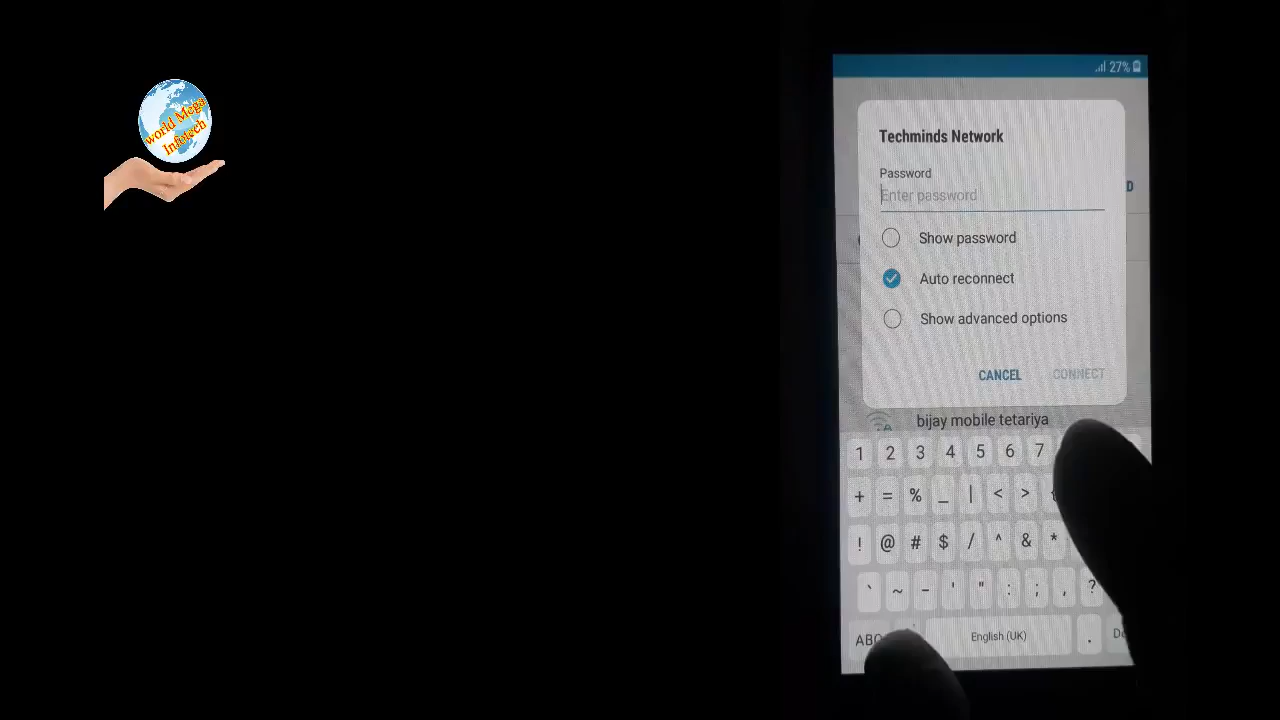 world Mega
Infotech
27%
Techminds Network
Password
Enter password
D
Show password
Auto reconnect
Show advanced options
CANCEL CONNECT
bijay mobile tetariya
1 2 3 4 5 6 7
+ = % _ | < >
! @ # $ / ^ & *
` ~ - ' " : ; , ?
ABC English (UK) . Do